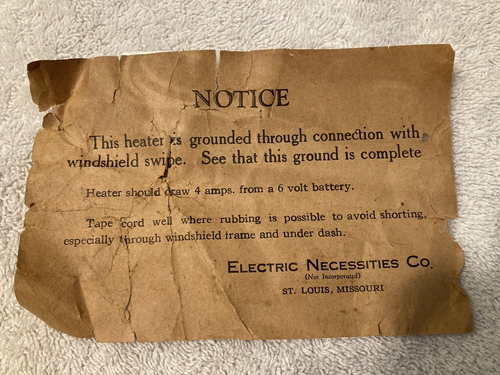 NOTICE
This heater is grounded through connection with
windshield swipe. See that this ground is complete
Heater should draw 4 amps. from a 6 volt battery.
Tape cord well where rubbing is possible to avoid shorting,
especially through windshield frame and under dash.
ELECTRIC NECESSITIES CO.
(Not Incorporated)
ST. LOUIS, MISSOURI